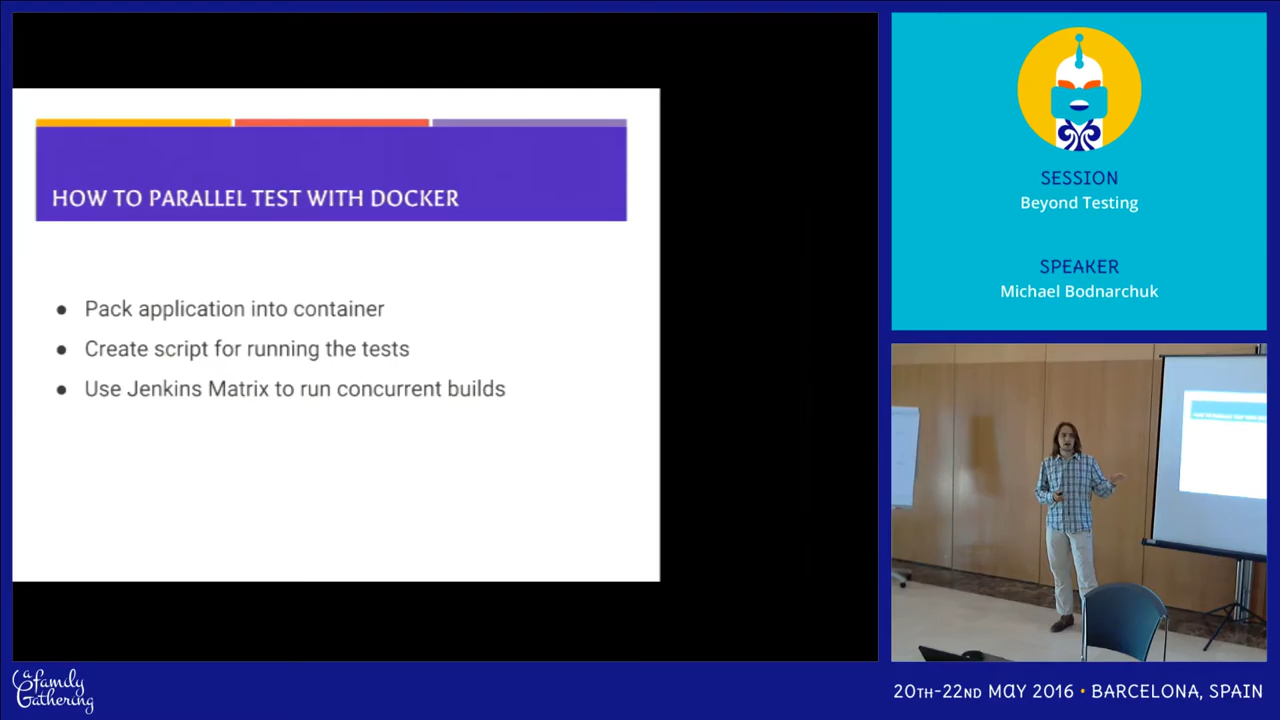 HOW TO PARALLEL TEST WITH DOCKER
● Pack application into container
● Create script for running the tests
● Use Jenkins Matrix to run concurrent builds
SESSION
Beyond Testing
SPEAKER
Michael Bodnarchuk
a family
Gathering
20TH-22ND MAY 2016 • BARCELONA, SPAIN